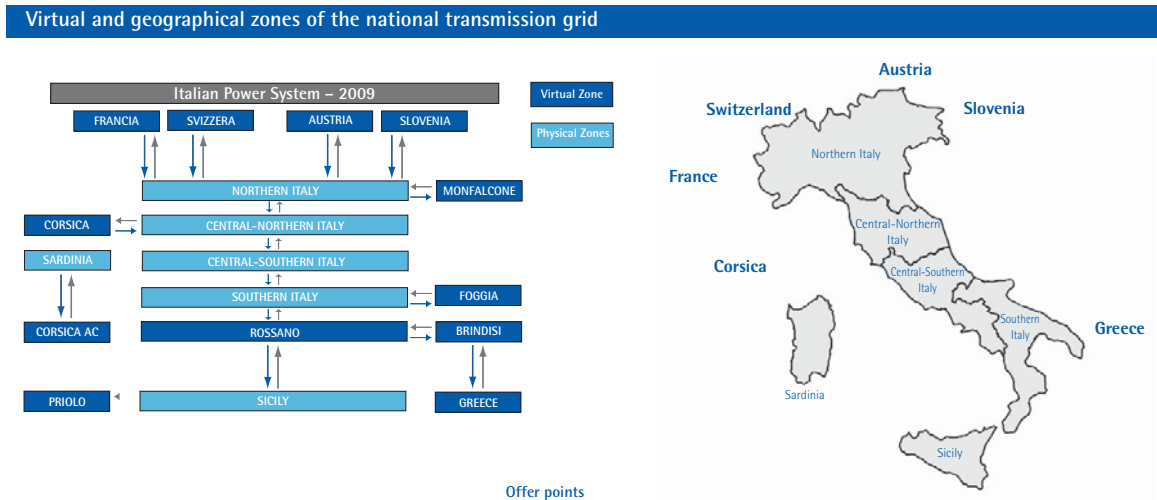 Virtual and geographical zones of the national transmission grid
Italian Power System – 2009
Virtual Zone
Physical Zones
FRANCIA
SVIZZERA
AUSTRIA
SLOVENIA
NORTHERN ITALY
MONFALCONE
CORSICA
CENTRAL-NORTHERN ITALY
SARDINIA
CENTRAL-SOUTHERN ITALY
SOUTHERN ITALY
FOGGIA
CORSICA AC
ROSSANO
BRINDISI
PRIOLO
SICILY
GREECE
Austria
Switzerland
Slovenia
Northern Italy
France
Central-Northern
Italy
Corsica
Central-Southern
Italy
Southern
Italy
Greece
Sardinia
Sicily
Offer points